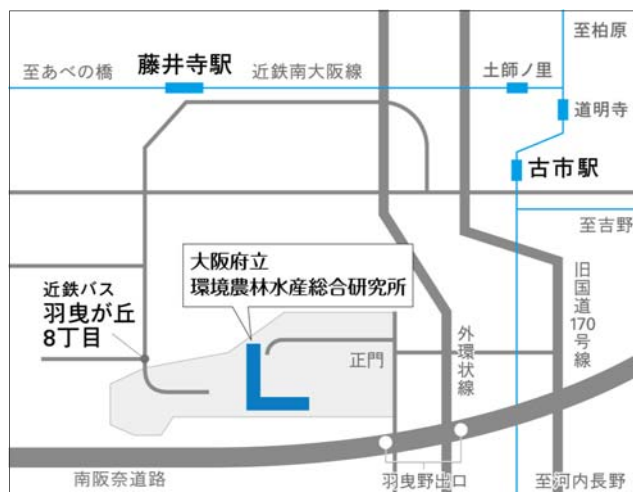 至柏原
藤井寺駅
至あべの橋
近鉄南大阪線
土師ノ里
道明寺
古市駅
至吉野
大阪府立
環境農林水産総合研究所
近鉄バス
羽曳が丘
8丁目
正門
外環状線
旧国道170号線
南阪奈道路
羽曳野出口
至河内長野